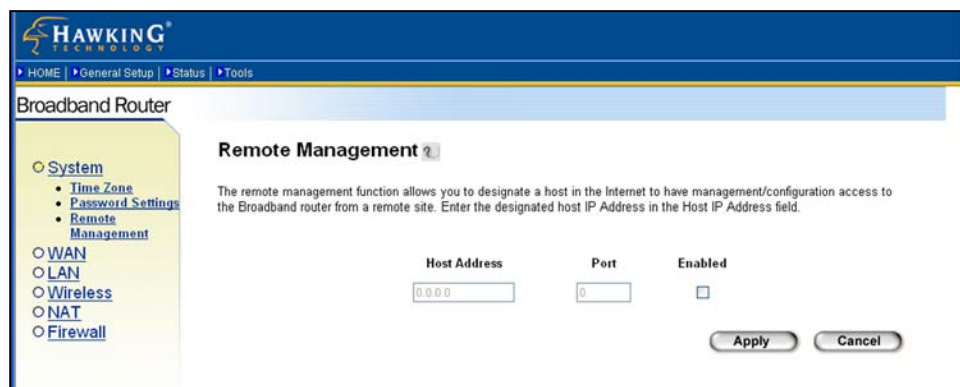 HAWKING®
TECHNOLOGY
HOME | General Setup | Status | Tools
Broadband Router
System
Time Zone
Password Settings
Remote
Management
WAN
LAN
Wireless
NAT
Firewall
Remote Management
The remote management function allows you to designate a host in the Internet to have management/configuration access to
the Broadband router from a remote site. Enter the designated host IP Address in the Host IP Address field.
Host Address Port Enabled
0.0.0.0 0
Apply Cancel